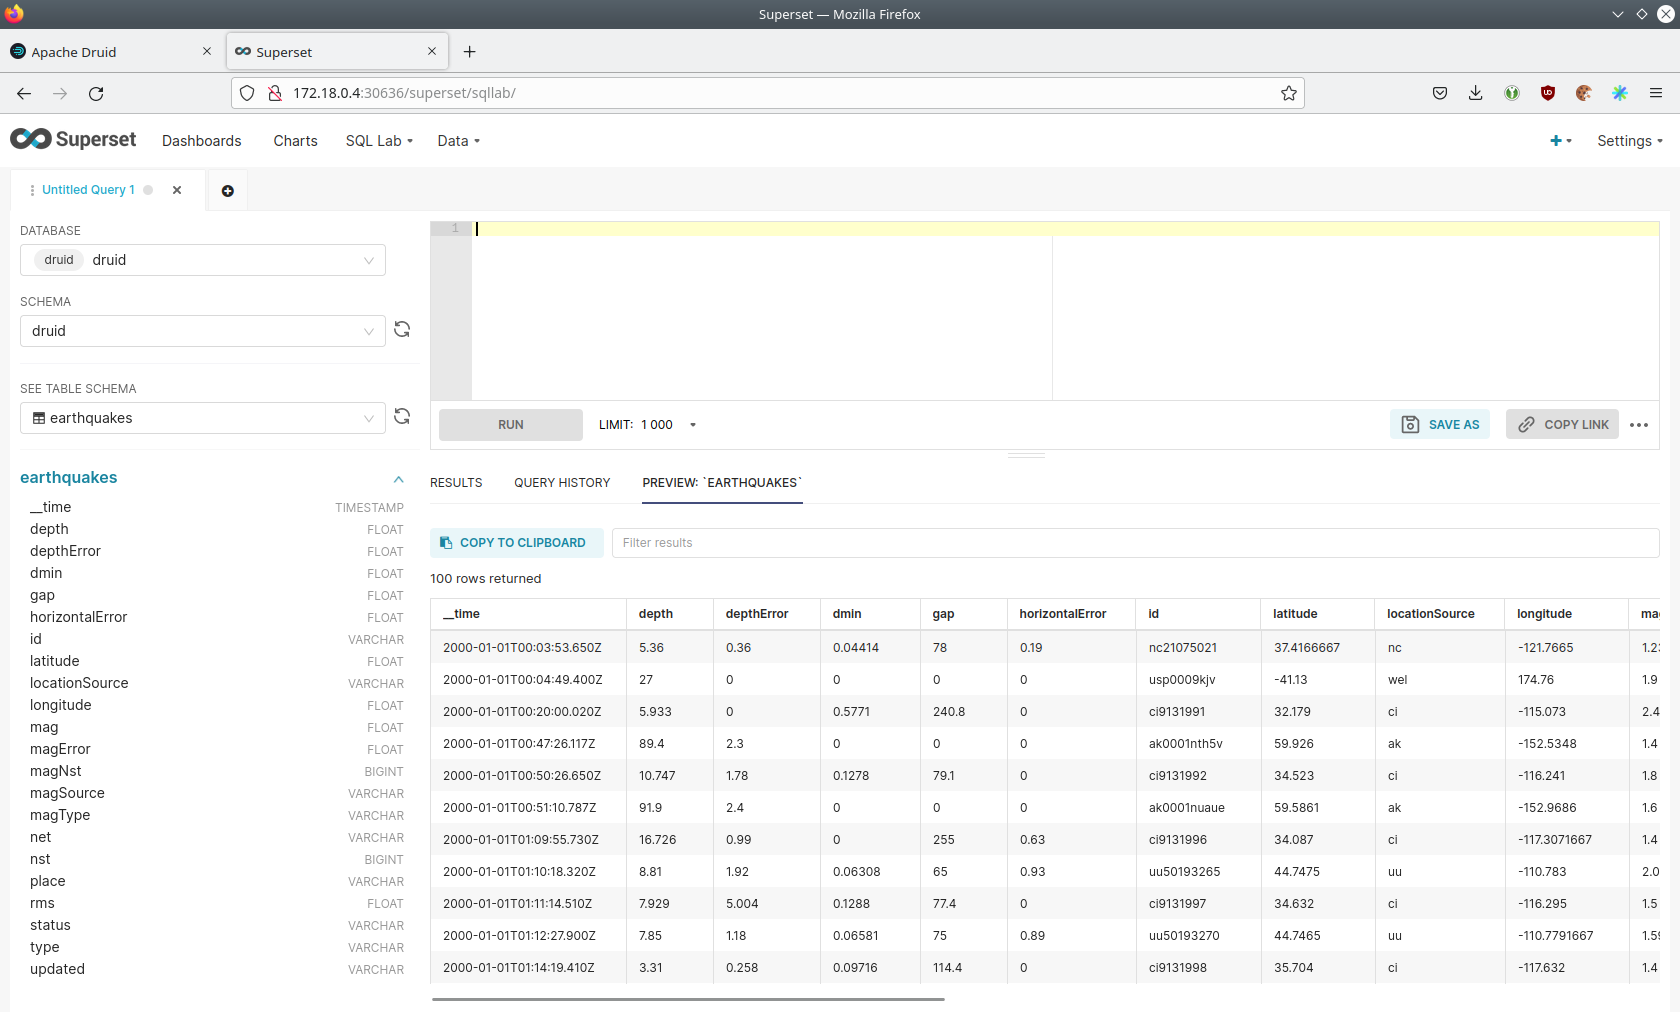 Superset — Mozilla Firefox
Apache Druid
Superset
172.18.0.4:30636/superset/sqllab/
Superset Dashboards Charts SQL Lab Data Settings
Untitled Query 1
DATABASE
druid druid
SCHEMA
druid
SEE TABLE SCHEMA
earthquakes
earthquakes
__time TIMESTAMP
depth FLOAT
depthError FLOAT
dmin FLOAT
gap FLOAT
horizontalError FLOAT
id VARCHAR
latitude FLOAT
locationSource VARCHAR
longitude FLOAT
mag FLOAT
magError FLOAT
magNst BIGINT
magSource VARCHAR
magType VARCHAR
net VARCHAR
nst BIGINT
place VARCHAR
rms FLOAT
status VARCHAR
type VARCHAR
updated VARCHAR
1
RUN LIMIT: 1 000 SAVE AS COPY LINK
RESULTS QUERY HISTORY PREVIEW: `EARTHQUAKES`
COPY TO CLIPBOARD Filter results
100 rows returned
__time depth depthError dmin gap horizontalError id latitude locationSource longitude
2000-01-01T00:03:53.650Z 5.36 0.36 0.04414 78 0.19 nc21075021 37.4166667 nc -121.7665
2000-01-01T00:04:49.400Z 27 0 0 0 0 usp0009kjv -41.13 wel 174.76 1.9
2000-01-01T00:20:00.020Z 5.933 0 0.5771 240.8 0 ci9131991 32.179 ci -115.073 2.4
2000-01-01T00:47:26.117Z 89.4 2.3 0 0 0 ak0001nth5v 59.926 ak -152.5348 1.4
2000-01-01T00:50:26.650Z 10.747 1.78 0.1278 79.1 0 ci9131992 34.523 ci -116.241 1.8
2000-01-01T00:51:10.787Z 91.9 2.4 0 0 0 ak0001nuaue 59.5861 ak -152.9686 1.6
2000-01-01T01:09:55.730Z 16.726 0.99 0 255 0.63 ci9131996 34.087 ci -117.3071667 1.4
2000-01-01T01:10:18.320Z 8.81 1.92 0.06308 65 0.93 uu50193265 44.7475 uu -110.783
2000-01-01T01:11:14.510Z 7.929 5.004 0.1288 77.4 0 ci9131997 34.632 ci -116.295 1.5
2000-01-01T01:12:27.900Z 7.85 1.18 0.06581 75 0.89 uu50193270 44.7465 uu -110.7791667
2000-01-01T01:14:19.410Z 3.31 0.258 0.09716 114.4 0 ci9131998 35.704 ci -117.632 1.4